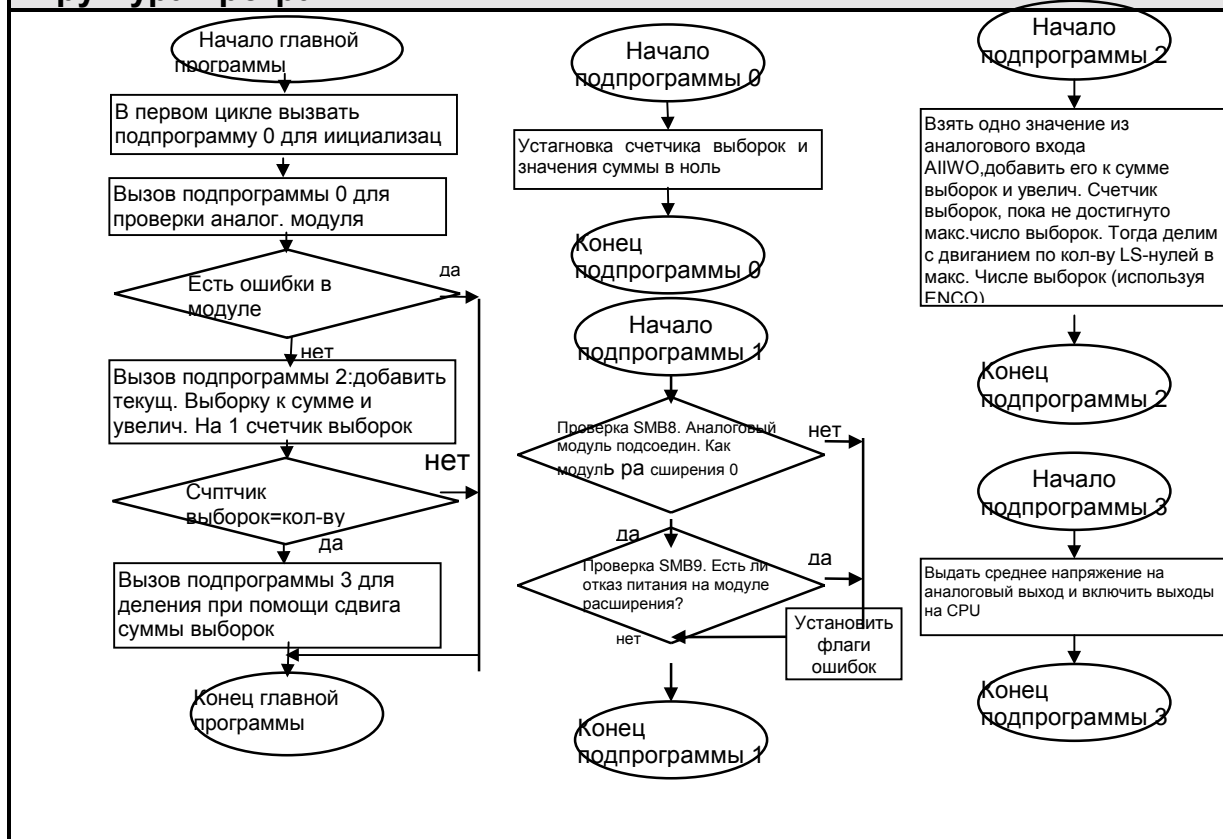 Начало главной
программы
В первом цикле вызвать
подпрограмму 0 для иициализац
Вызов подпрограммы 0 для
проверки аналог. модуля
Есть ошибки в
модуле
да
нет
Вызов подпрограммы 2:добавить
текущ. Выборку к сумме и
увелич. На 1 счетчик выборок
нет
Счптчик
выборок=кол-ву
да
Вызов подпрограммы 3 для
деления при помощи сдвига
суммы выборок
Конец главной
программы
Начало
подпрограммы 0
Устагновка счетчика выборок и
значения суммы в ноль
Конец
подпрограммы 0
Начало
подпрограммы 1
Проверка SMB8. Аналоговый
модуль подсоедин. Как
модуль ра сширения 0
нет
да
Проверка SMB9. Есть ли
отказ питания на модуле
расширения?
да
нет
Установить
флаги
ошибок
Конец
подпрограммы 1
Начало
подпрограммы 2
Взять одно значение из
аналогового входа
AIIWO,добавить его к сумме
выборок и увелич. Счетчик
выборок, пока не достигнуто
макс.число выборок. Тогда делим
с двиганием по кол-ву LS-нулей в
макс. Числе выборок (используя
ENCO)
Конец
подпрограммы 2
Начало
подпрограммы 3
Выдать среднее напряжение на
аналоговый выход и включить выходы
на CPU
Конец
подпрограммы 3